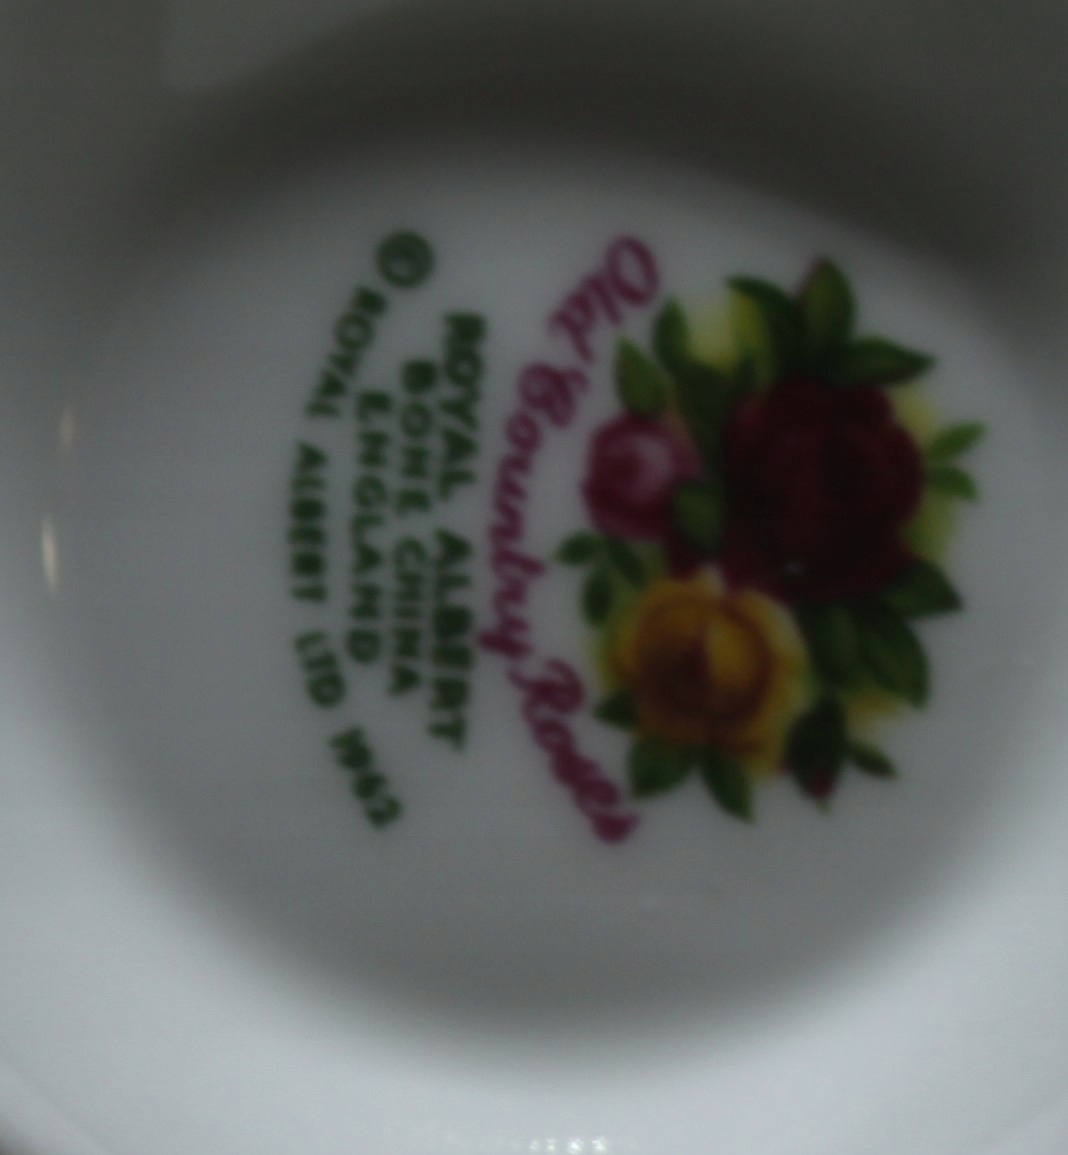 Old Country Roses
ROYAL ALBERT
BONE CHINA
ENGLAND
© ROYAL ALBERT LTD 1962